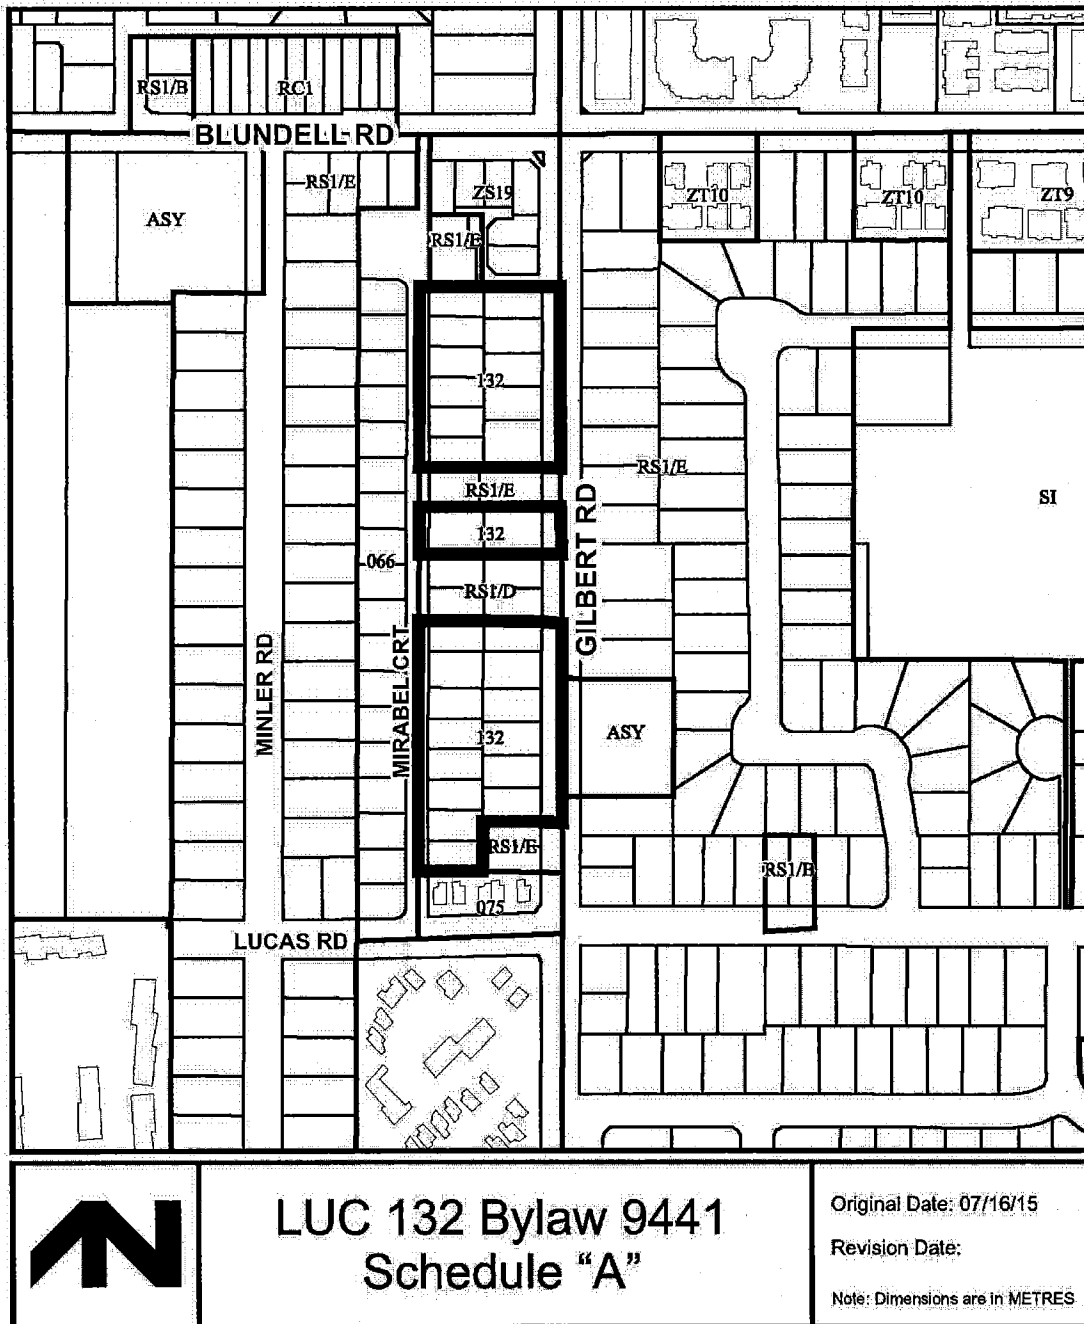 RS1/B
RC1
BLUNDELL RD
RS1/E
ASY
ZS19
RS1/E
ZT10
ZT10
ZT9
132
RS1/E
RS1/E
SI
132
GILBERT RD
066
RS1/D
MINLER RD
MIRABEL CRT
132
ASY
RS1/E
RS1/B
075
LUCAS RD
LUC 132 Bylaw 9441
Schedule "A"
Original Date: 07/16/15
Revision Date:
Note: Dimensions are in METRES